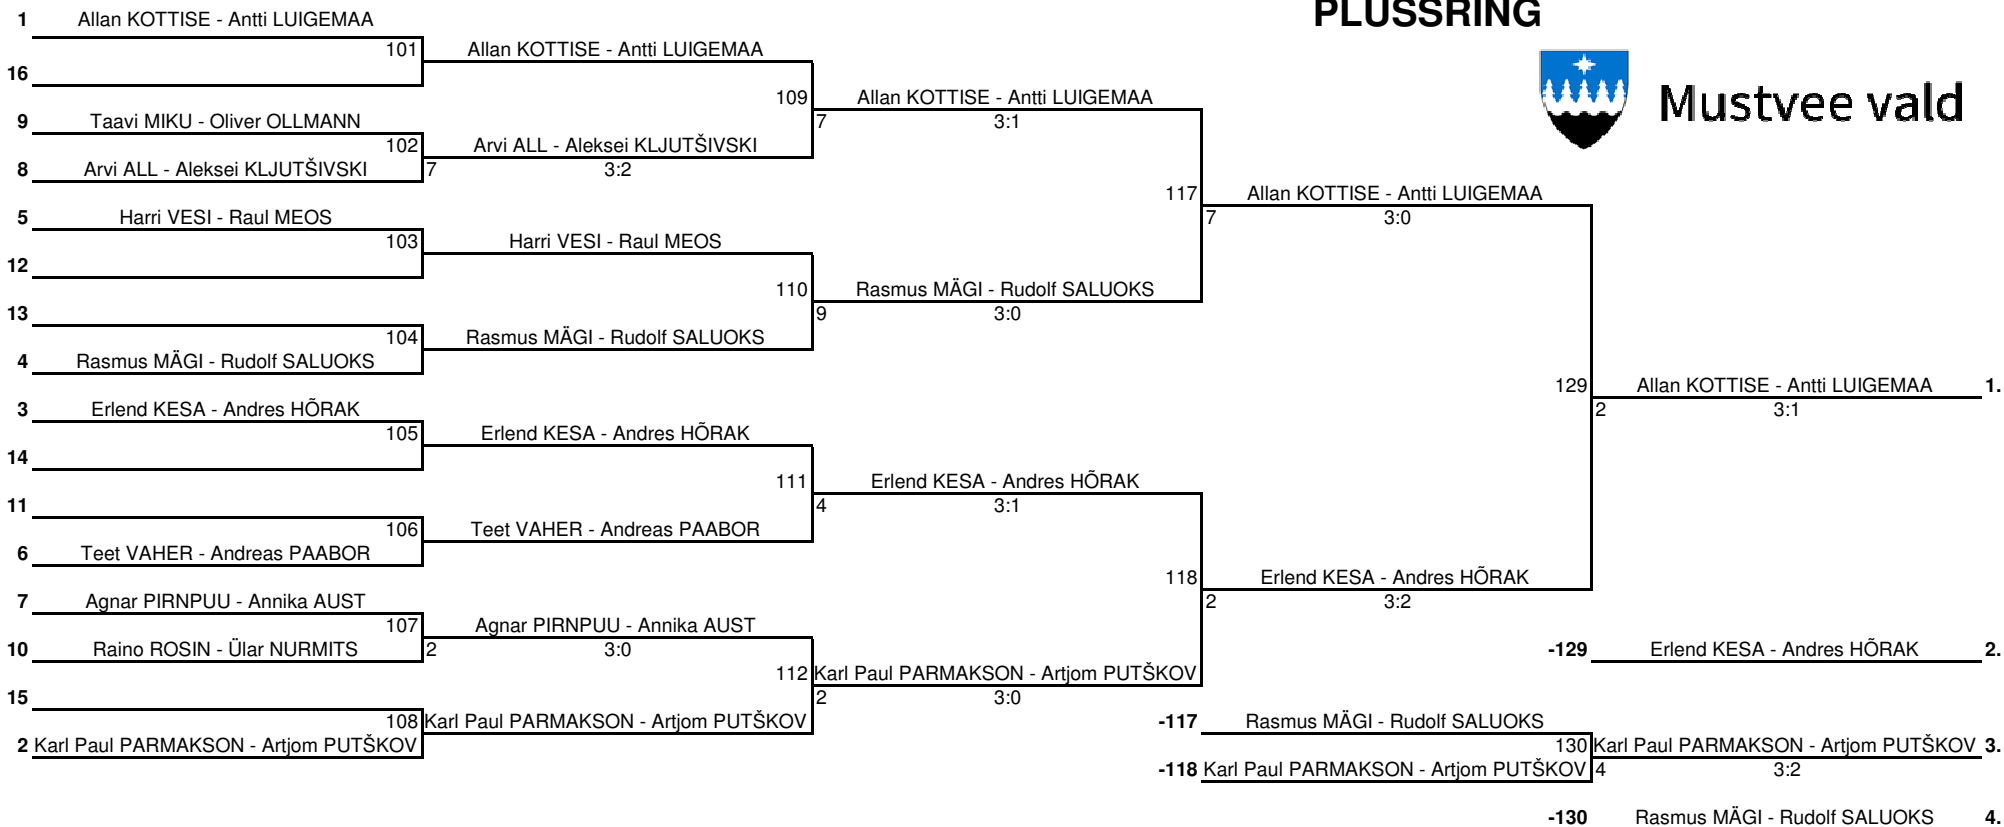 PLUSSRING
Mustvee vald
1 Allan KOTTISE - Antti LUIGEMAA
101 Allan KOTTISE - Antti LUIGEMAA
16
109 Allan KOTTISE - Antti LUIGEMAA
9 Taavi MIKU - Oliver OLLMANN
7 3:1
102 Arvi ALL - Aleksei KLJUTŠIVSKI
8 Arvi ALL - Aleksei KLJUTŠIVSKI
7 3:2
117 Allan KOTTISE - Antti LUIGEMAA
5 Harri VESI - Raul MEOS
7 3:0
103 Harri VESI - Raul MEOS
12
110 Rasmus MÄGI - Rudolf SALUOKS
13
9 3:0
104 Rasmus MÄGI - Rudolf SALUOKS
4 Rasmus MÄGI - Rudolf SALUOKS
129 Allan KOTTISE - Antti LUIGEMAA 1.
3 Erlend KESA - Andres HÕRAK
2 3:1
105 Erlend KESA - Andres HÕRAK
14
111 Erlend KESA - Andres HÕRAK
11
4 3:1
106 Teet VAHER - Andreas PAABOR
6 Teet VAHER - Andreas PAABOR
118 Erlend KESA - Andres HÕRAK
7 Agnar PIRNPUU - Annika AUST
2 3:2
107 Agnar PIRNPUU - Annika AUST
10 Raino ROSIN - Ülar NURMITS
2 3:0
-129 Erlend KESA - Andres HÕRAK 2.
112 Karl Paul PARMAKSON - Artjom PUTŠKOV
15
2 3:0
108 Karl Paul PARMAKSON - Artjom PUTŠKOV
-117 Rasmus MÄGI - Rudolf SALUOKS
2 Karl Paul PARMAKSON - Artjom PUTŠKOV
130 Karl Paul PARMAKSON - Artjom PUTŠKOV 3.
-118 Karl Paul PARMAKSON - Artjom PUTŠKOV
4 3:2
-130 Rasmus MÄGI - Rudolf SALUOKS 4.